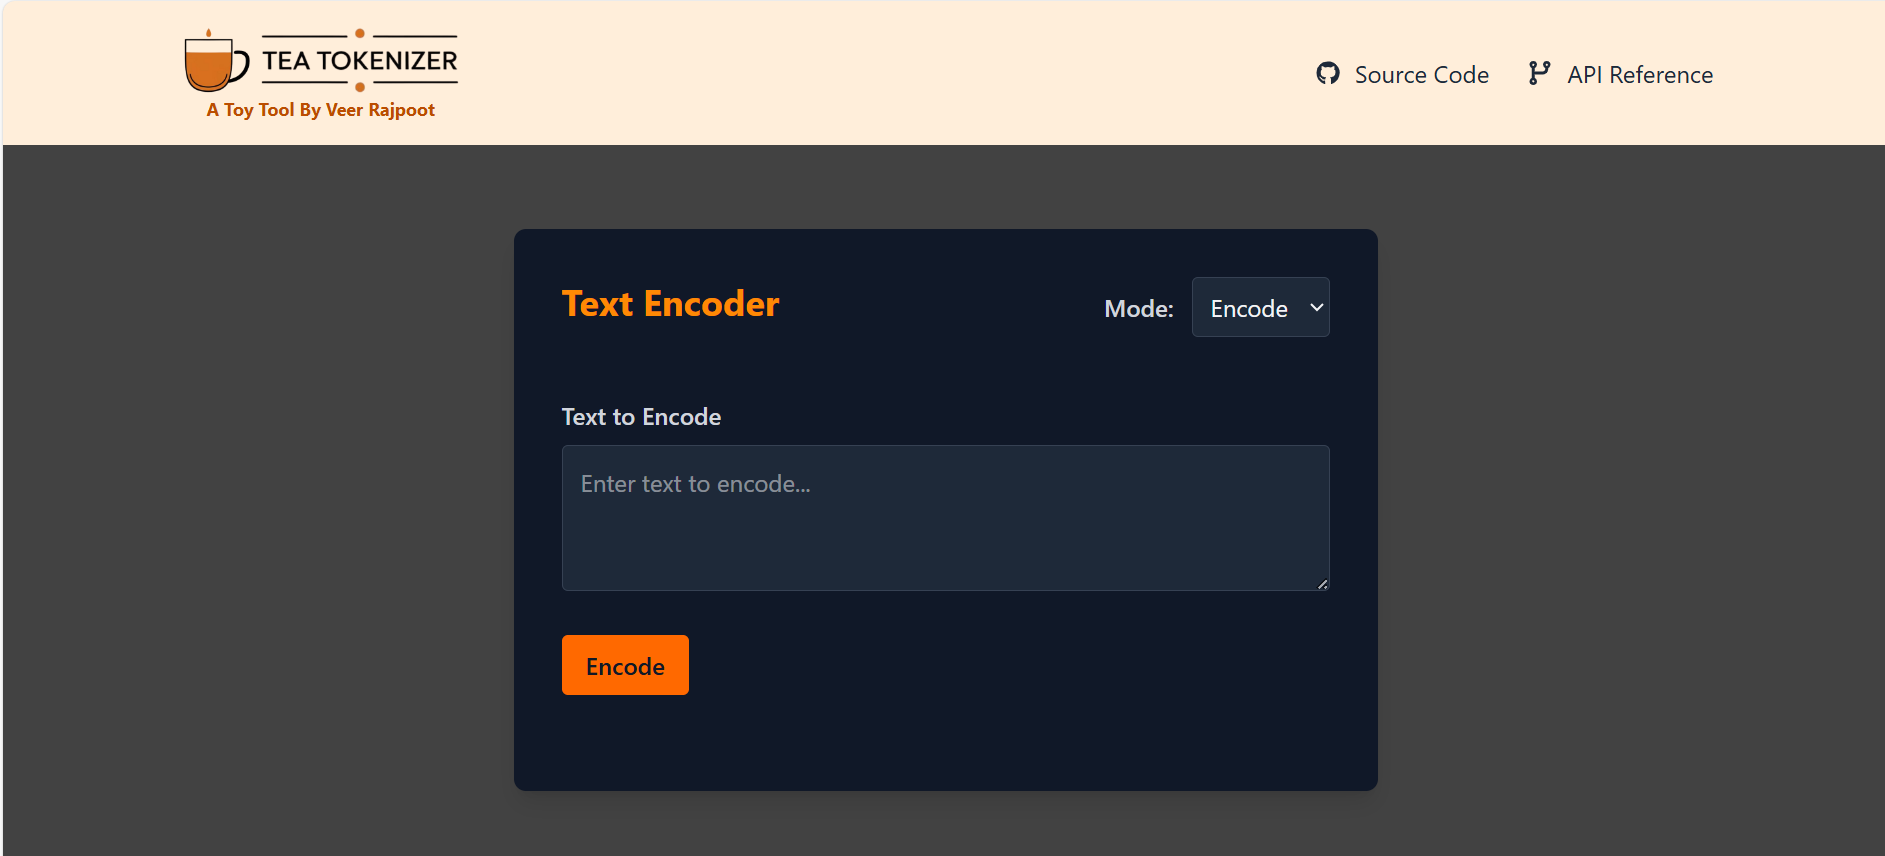 TEA TOKENIZER
A Toy Tool By Veer Rajpoot
Source Code
API Reference
Text Encoder
Mode:
Encode
Text to Encode
Enter text to encode...
Encode